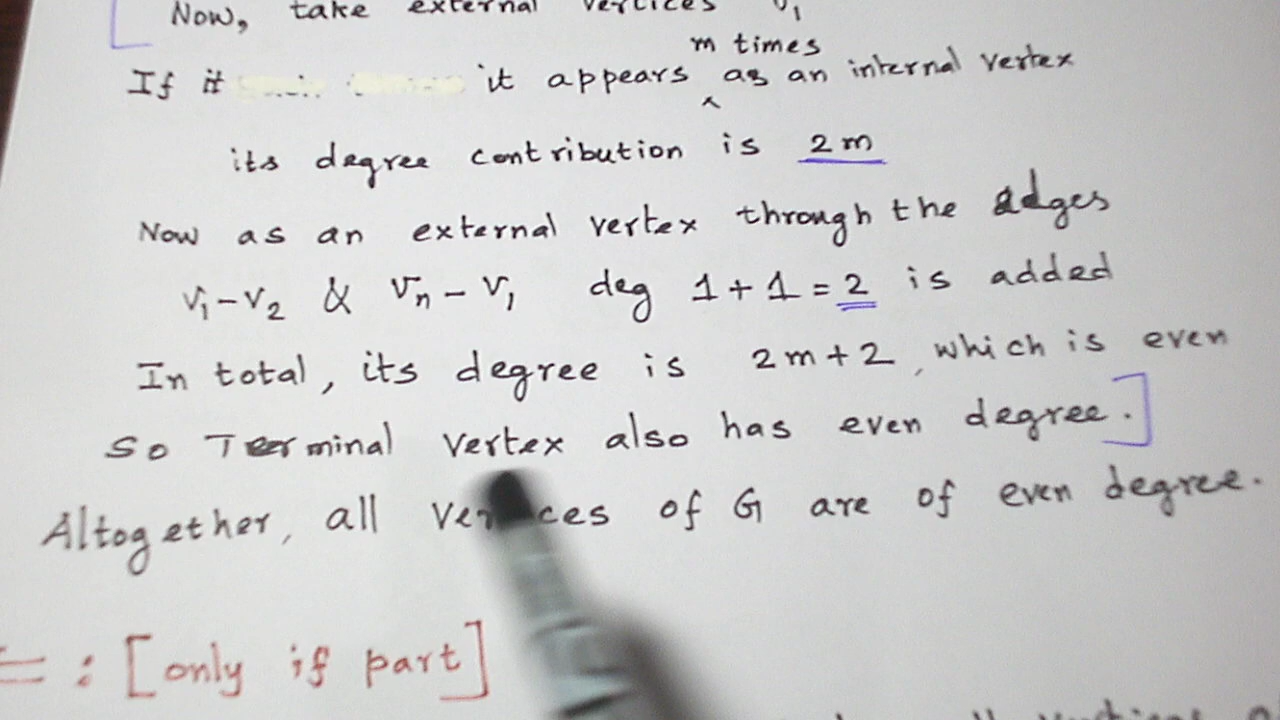 Now, take external vertices v1
m times
If it it appears ^ as an internal vertex
its degree contribution is 2m
Now as an external vertex through the edges
v1-v2 & vn-v1 deg 1+1=2 is added
In total, its degree is 2m+2, which is even
So Terminal vertex also has even degree.]
Altogether, all vertices of G are of even degree.
= : [only if part]